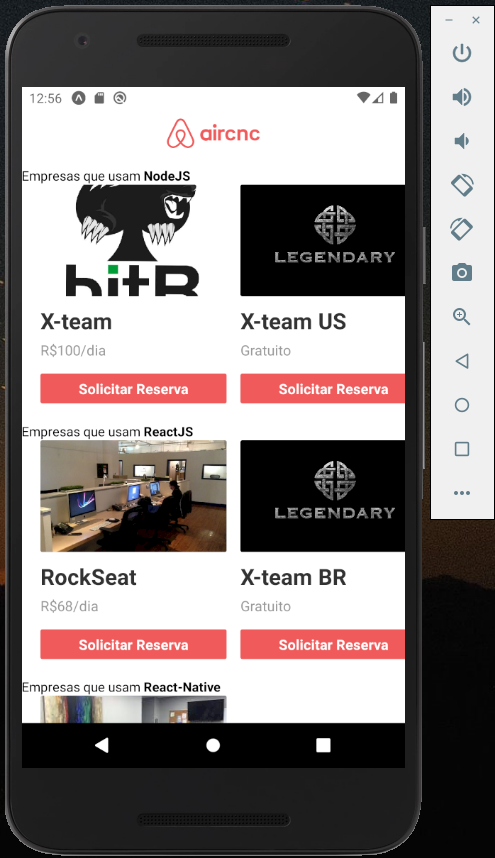 12:56
aircnc
Empresas que usam NodeJS
LEGENDARY
X-team
X-team US
R$100/dia
Gratuito
Solicitar Reserva
Solicitar Reserva
Empresas que usam ReactJS
LEGENDARY
RockSeat
X-team BR
R$68/dia
Gratuito
Solicitar Reserva
Solicitar Reserva
Empresas que usam React-Native